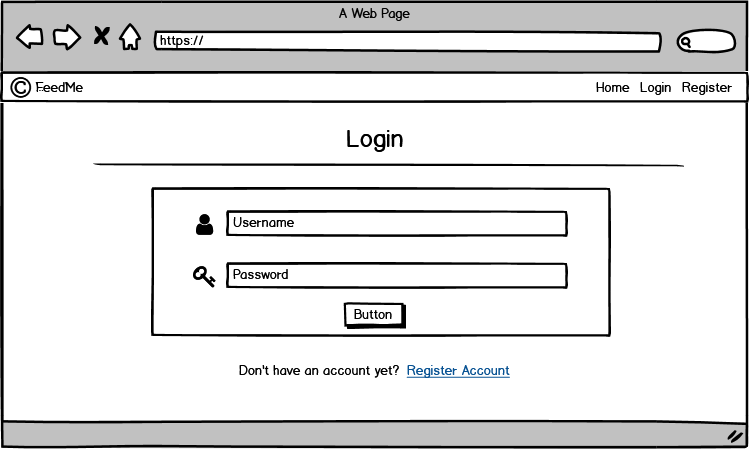 A Web Page
https://
© FeedMe
Home Login Register
Login
Username
Password
Button
Don't have an account yet? Register Account